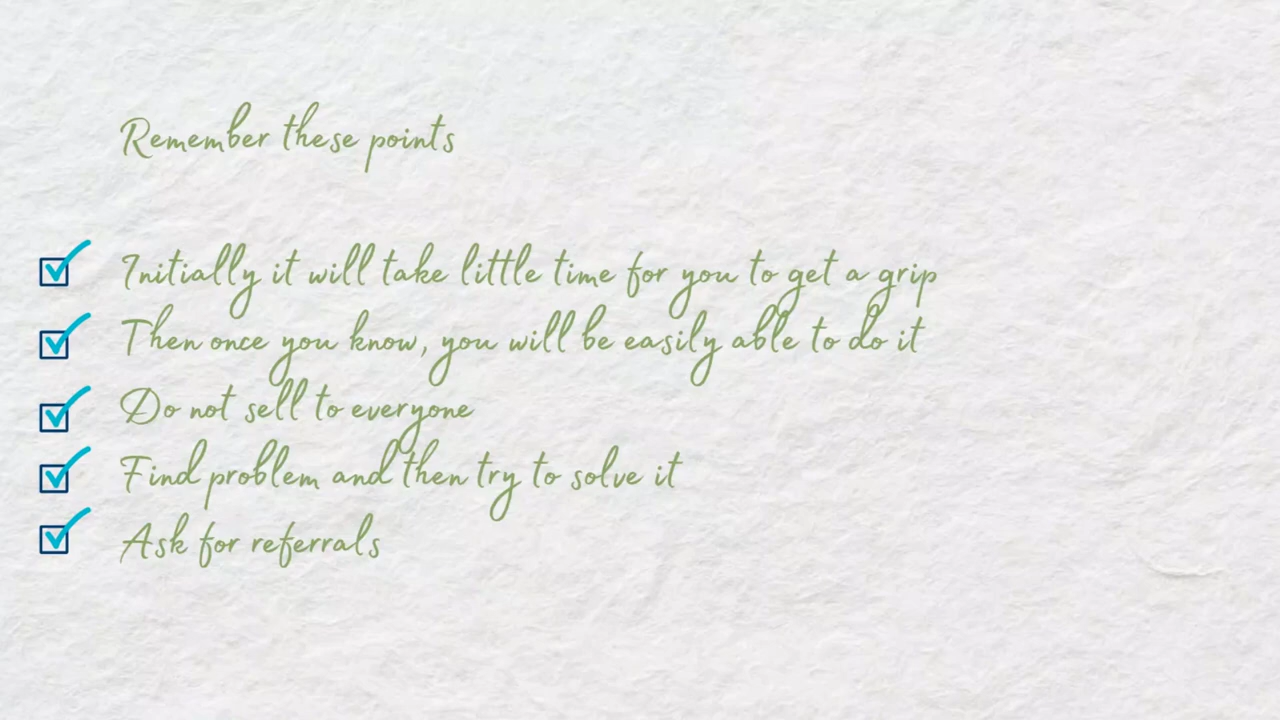 Remember these points
Initially it will take little time for you to get a grip
Then once you know, you will be easily able to do it
Do not sell to everyone
Find problem and then try to solve it
Ask for referrals